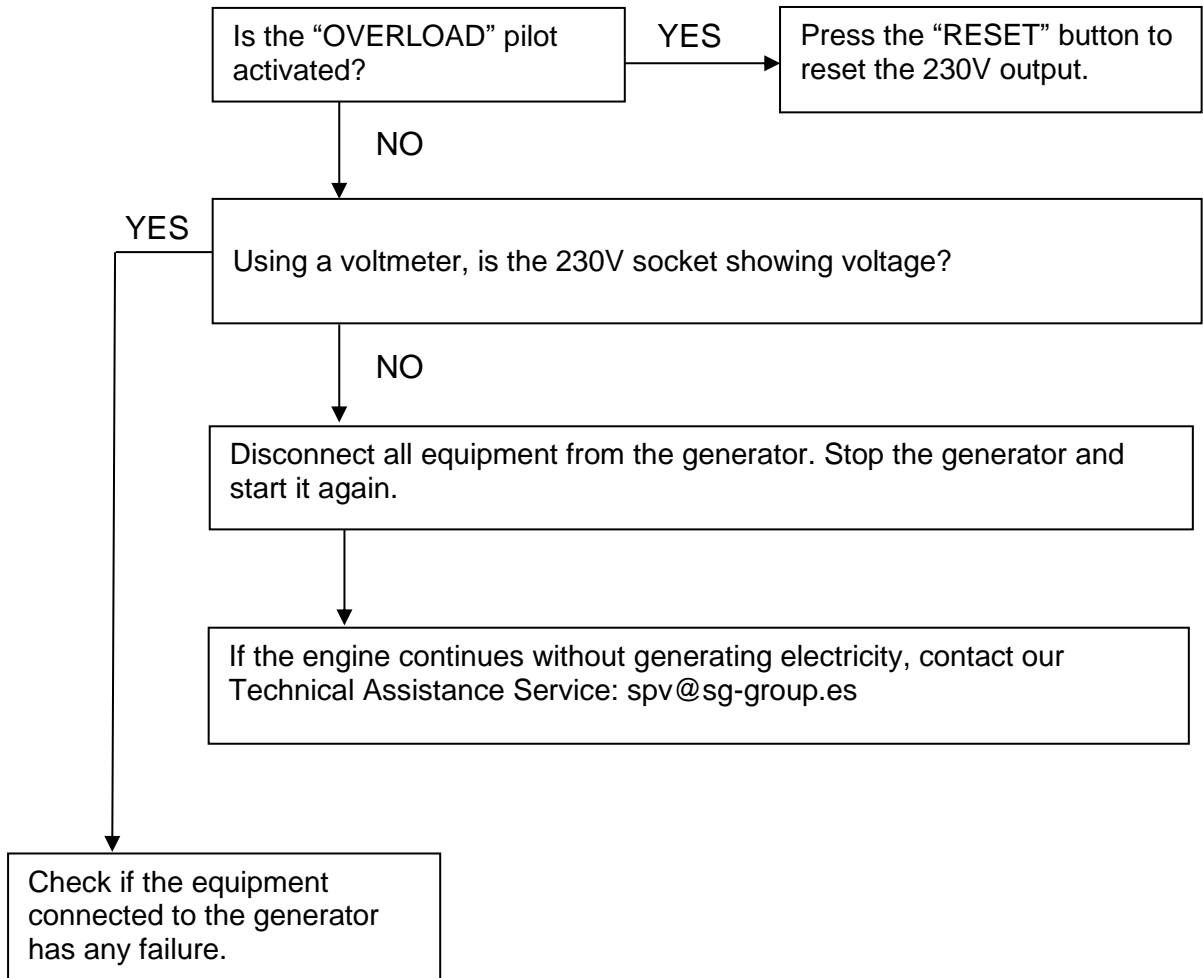 Is the “OVERLOAD” pilot
activated?
YES
Press the “RESET” button to
reset the 230V output.
NO
YES
Using a voltmeter, is the 230V socket showing voltage?
NO
Disconnect all equipment from the generator. Stop the generator and
start it again.
If the engine continues without generating electricity, contact our
Technical Assistance Service: spv@sg-group.es
Check if the equipment
connected to the generator
has any failure.